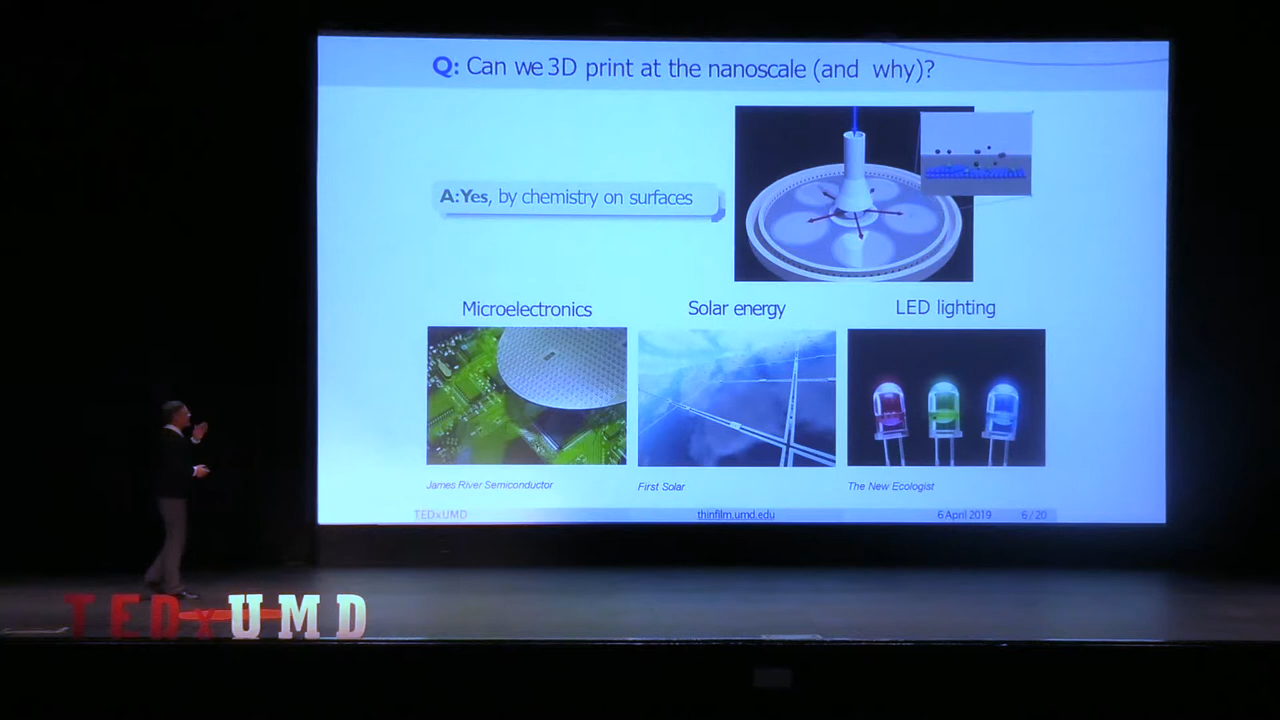 Q: Can we 3D print at the nanoscale (and why)?
A:Yes, by chemistry on surfaces
Microelectronics
Solar energy
LED lighting
James River Semiconductor
First Solar
The New Ecologist
TEDxUMD
thinfilm.umd.edu
6 April 2019
6 / 20
TEDxUMD